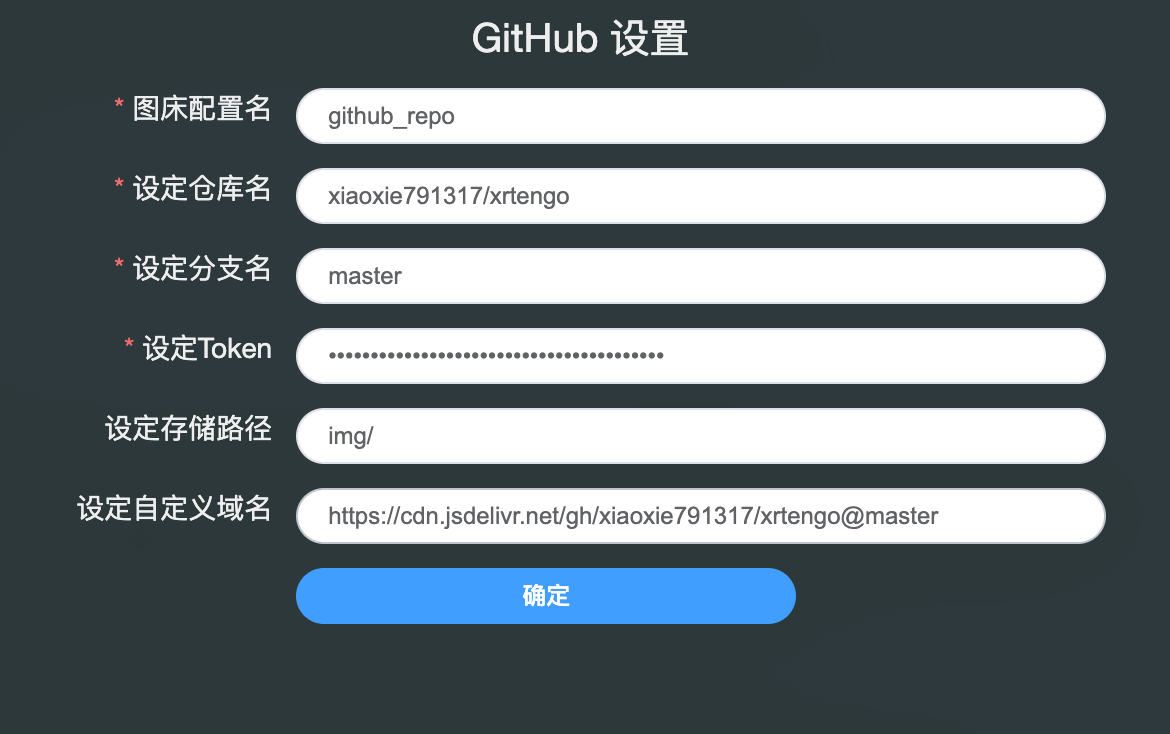 GitHub 设置
* 图床配置名
github_repo
* 设定仓库名
xiaoxie791317/xrtengo
* 设定分支名
master
* 设定Token
••••••••••••••••••••••••••••••••••••••••
设定存储路径
img/
设定自定义域名
https://cdn.jsdelivr.net/gh/xiaoxie791317/xrtengo@master
确定